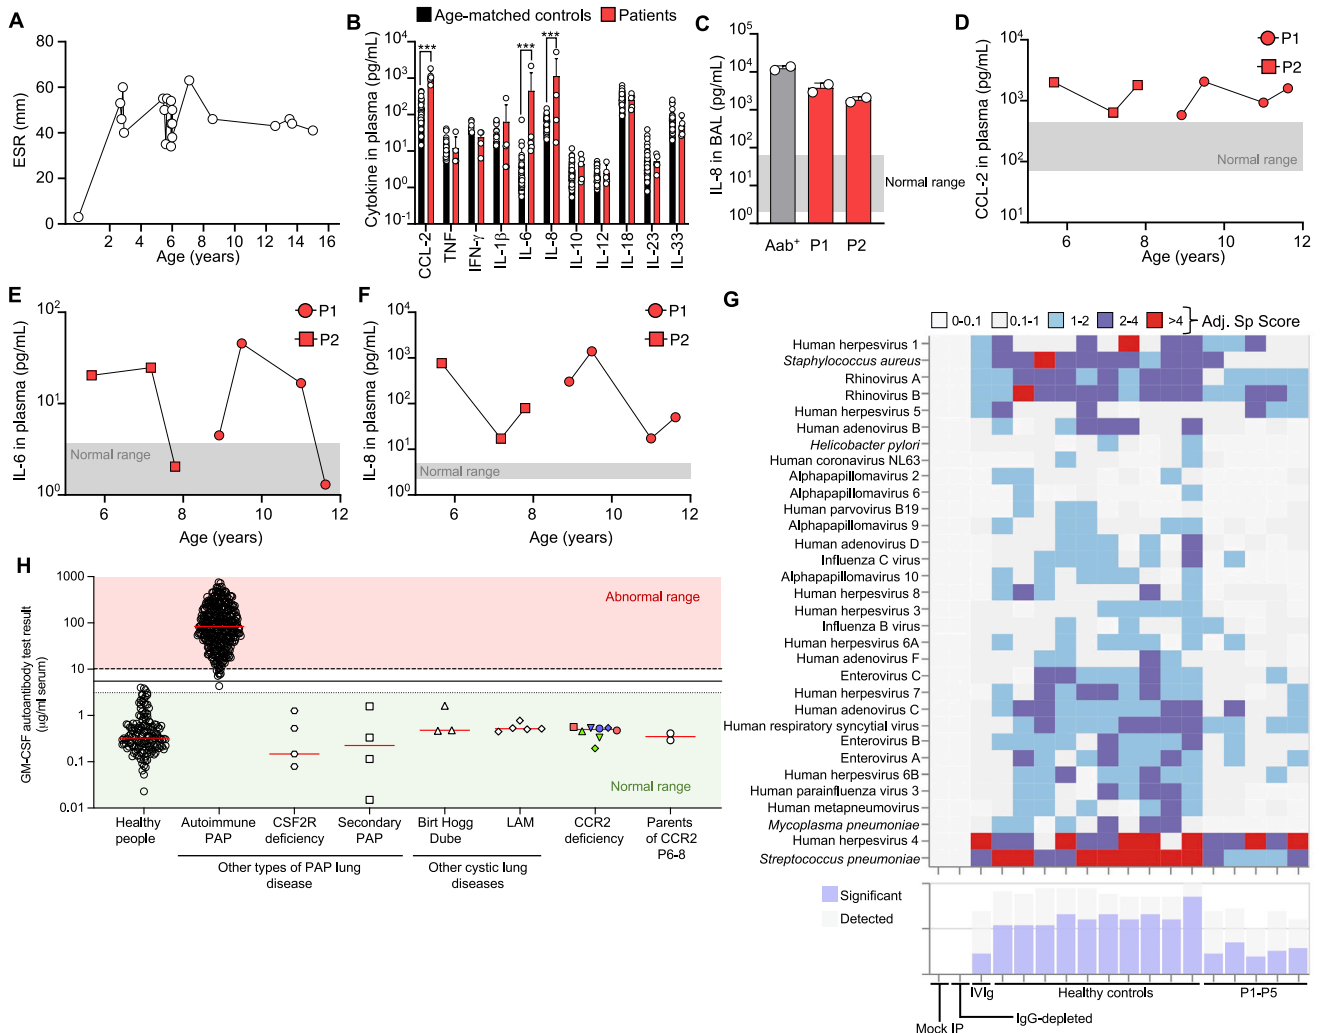 A
ESR (mm)
80
60
40
20
0
0
2
4
6
8
10
12
14
16
Age (years)
B
Age-matched controls
Patients
Cytokine in plasma (pg/mL)
10⁴
10³
10²
10¹
10⁰
10⁻¹
***
***
***
CCL-2
TNF
IFN-γ
IL-1β
IL-6
IL-8
IL-10
IL-12
IL-18
IL-23
IL-33
C
IL-8 in BAL (pg/mL)
10⁵
10⁴
10³
10²
10¹
10⁰
Normal range
Aab⁺
P1
P2
D
P1
P2
CCL-2 in plasma (pg/mL)
10⁴
10³
10²
10¹
Normal range
6
8
10
12
Age (years)
E
P1
P2
IL-6 in plasma (pg/mL)
10²
10¹
10⁰
Normal range
6
8
10
12
Age (years)
F
P1
P2
IL-8 in plasma (pg/mL)
10⁴
10³
10²
10¹
10⁰
Normal range
6
8
10
12
Age (years)
G
0-0.1
0.1-1
1-2
2-4
>4
Adj. Sp Score
Human herpesvirus 1
Staphylococcus aureus
Rhinovirus A
Rhinovirus B
Human herpesvirus 5
Human adenovirus B
Helicobacter pylori
Human coronavirus NL63
Alphapapillomavirus 2
Alphapapillomavirus 6
Human parvovirus B19
Alphapapillomavirus 9
Human adenovirus D
Influenza C virus
Alphapapillomavirus 10
Human herpesvirus 8
Human herpesvirus 3
Influenza B virus
Human herpesvirus 6A
Human adenovirus F
Enterovirus C
Human herpesvirus 7
Human adenovirus C
Human respiratory syncytial virus
Enterovirus B
Enterovirus A
Human herpesvirus 6B
Human parainfluenza virus 3
Human metapneumovirus
Mycoplasma pneumoniae
Human herpesvirus 4
Streptococcus pneumoniae
Significant
Detected
IVIg
Healthy controls
P1-P5
Mock IP
IgG-depleted
H
GM-CSF autoantibody test result
(µg/ml serum)
1000
100
10
1
0.1
0.01
Abnormal range
Normal range
Healthy
people
Autoimmune
PAP
CSF2R
deficiency
Secondary
PAP
Birt Hogg
Dube
LAM
CCR2
deficiency
Parents
of CCR2
P6-8
Other types of PAP lung
disease
Other cystic lung
diseases